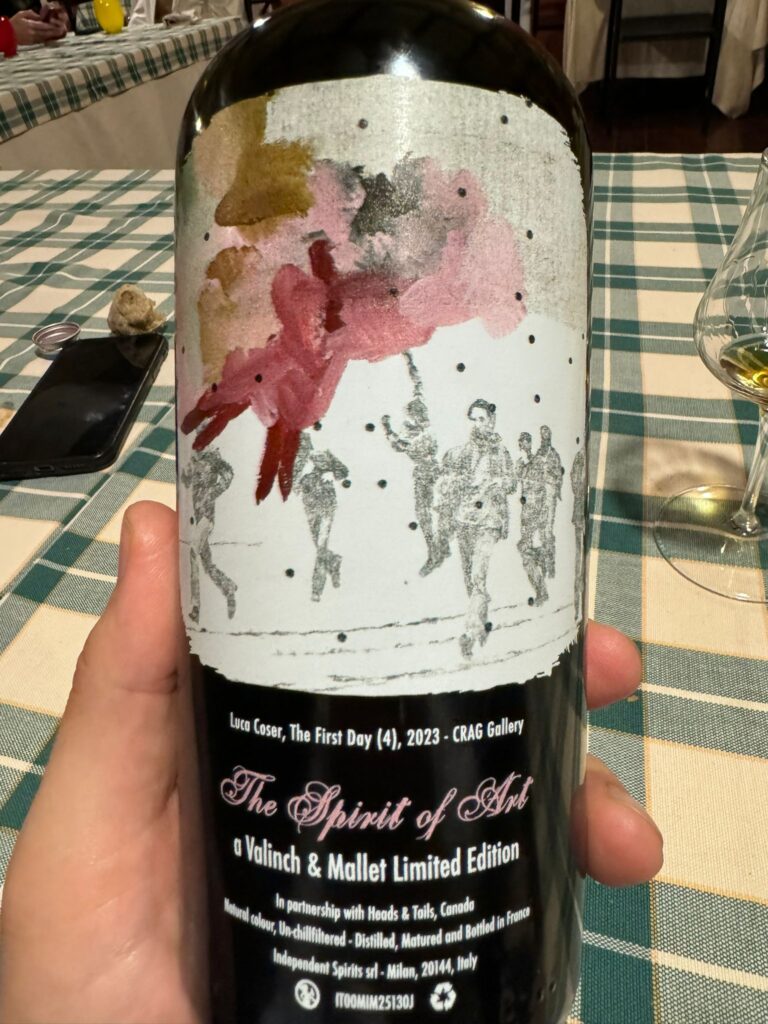 Luca Coser, The First Day (4), 2023 - CRAG Gallery
The Spirit of Art
a Valinch & Mallet Limited Edition
In partnership with Heads & Tails, Canada
Natural colour, Un-chillfiltered - Distilled, Matured and Bottled in France
Independent Spirits srl - Milan, 20144, Italy
IT00MIM25130J